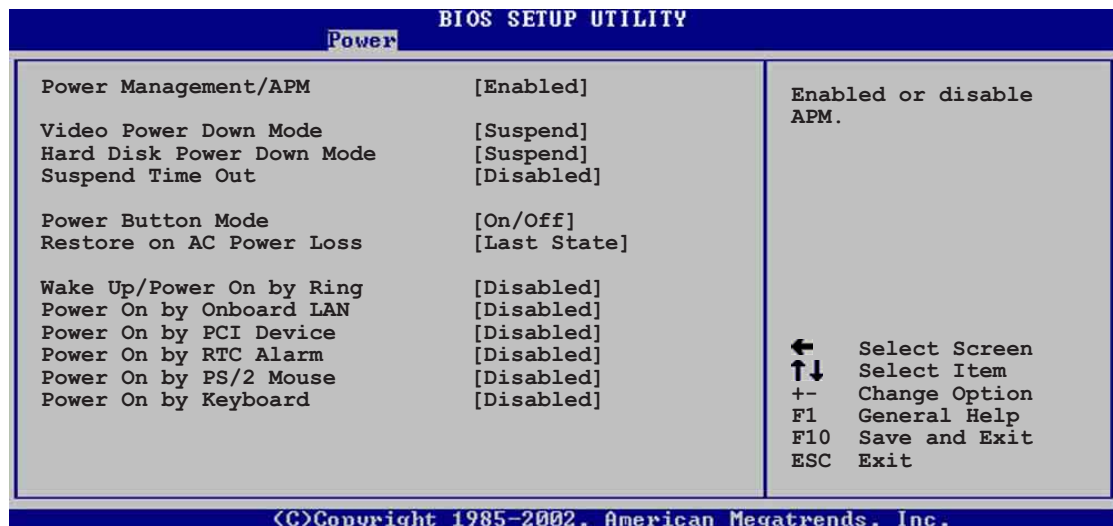 BIOS SETUP UTILITY
Power
Power Management/APM [Enabled]
Video Power Down Mode [Suspend]
Hard Disk Power Down Mode [Suspend]
Suspend Time Out [Disabled]
Power Button Mode [On/Off]
Restore on AC Power Loss [Last State]
Wake Up/Power On by Ring [Disabled]
Power On by Onboard LAN [Disabled]
Power On by PCI Device [Disabled]
Power On by RTC Alarm [Disabled]
Power On by PS/2 Mouse [Disabled]
Power On by Keyboard [Disabled]
Enabled or disable
APM.
← Select Screen
↑↓ Select Item
+- Change Option
F1 General Help
F10 Save and Exit
ESC Exit
(C)Copyright 1985-2002, American Megatrends, Inc.